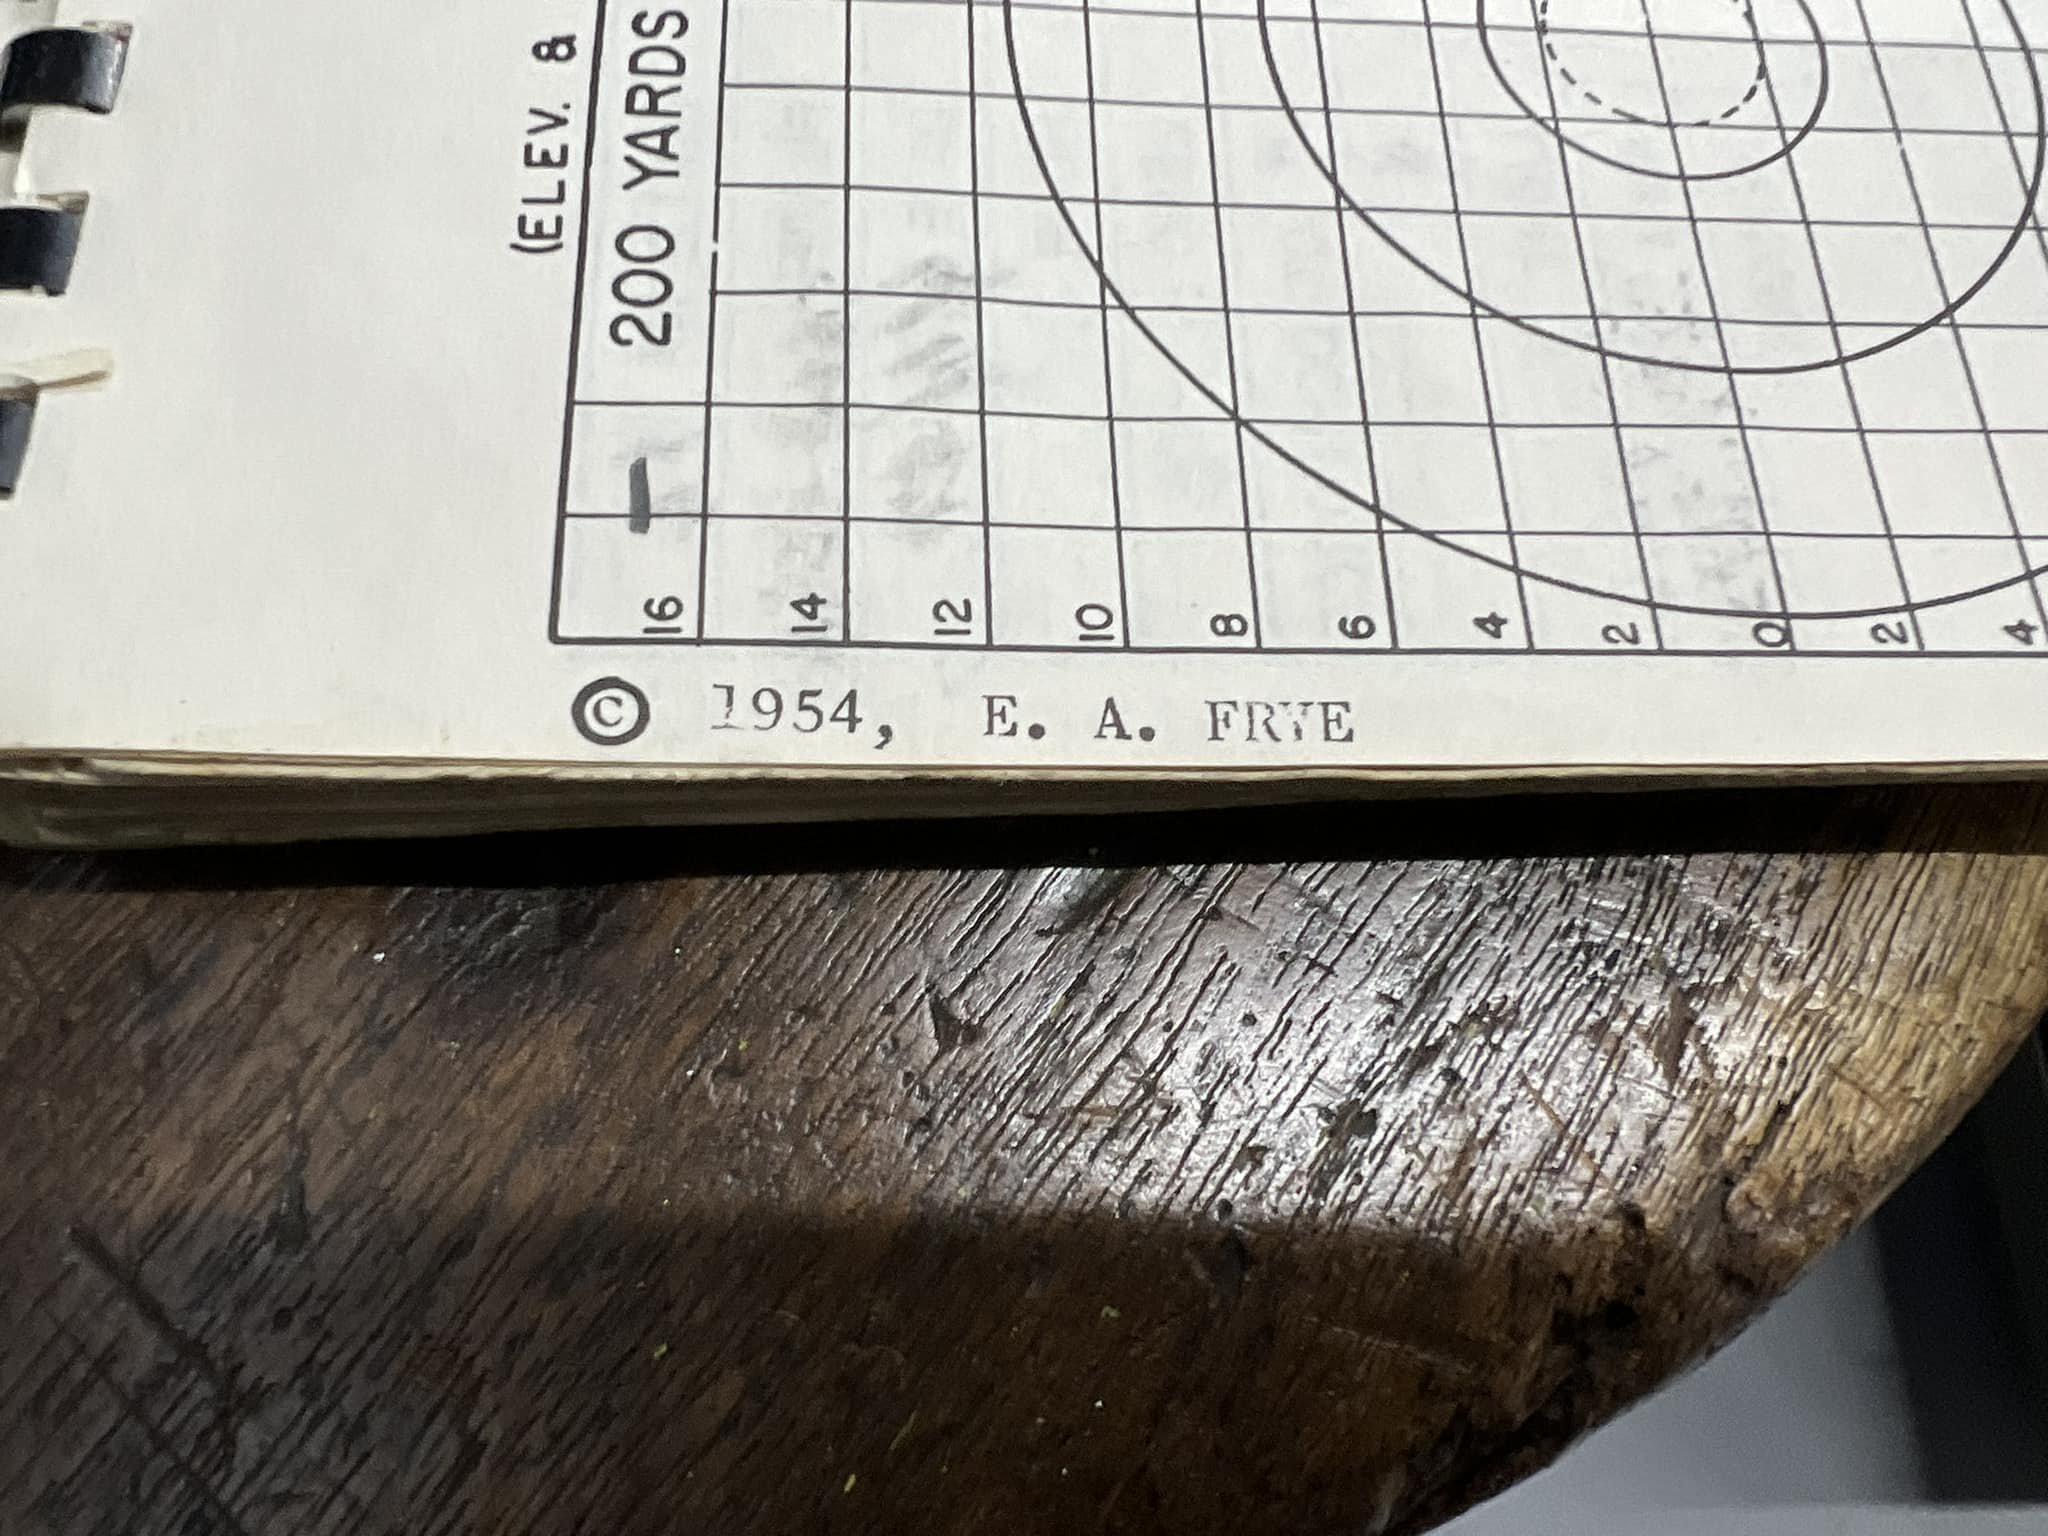 (ELEV. &
200 YARDS
16 14 12 10 8 6 4 2 0 2 4
© 1954, E. A. FRYE